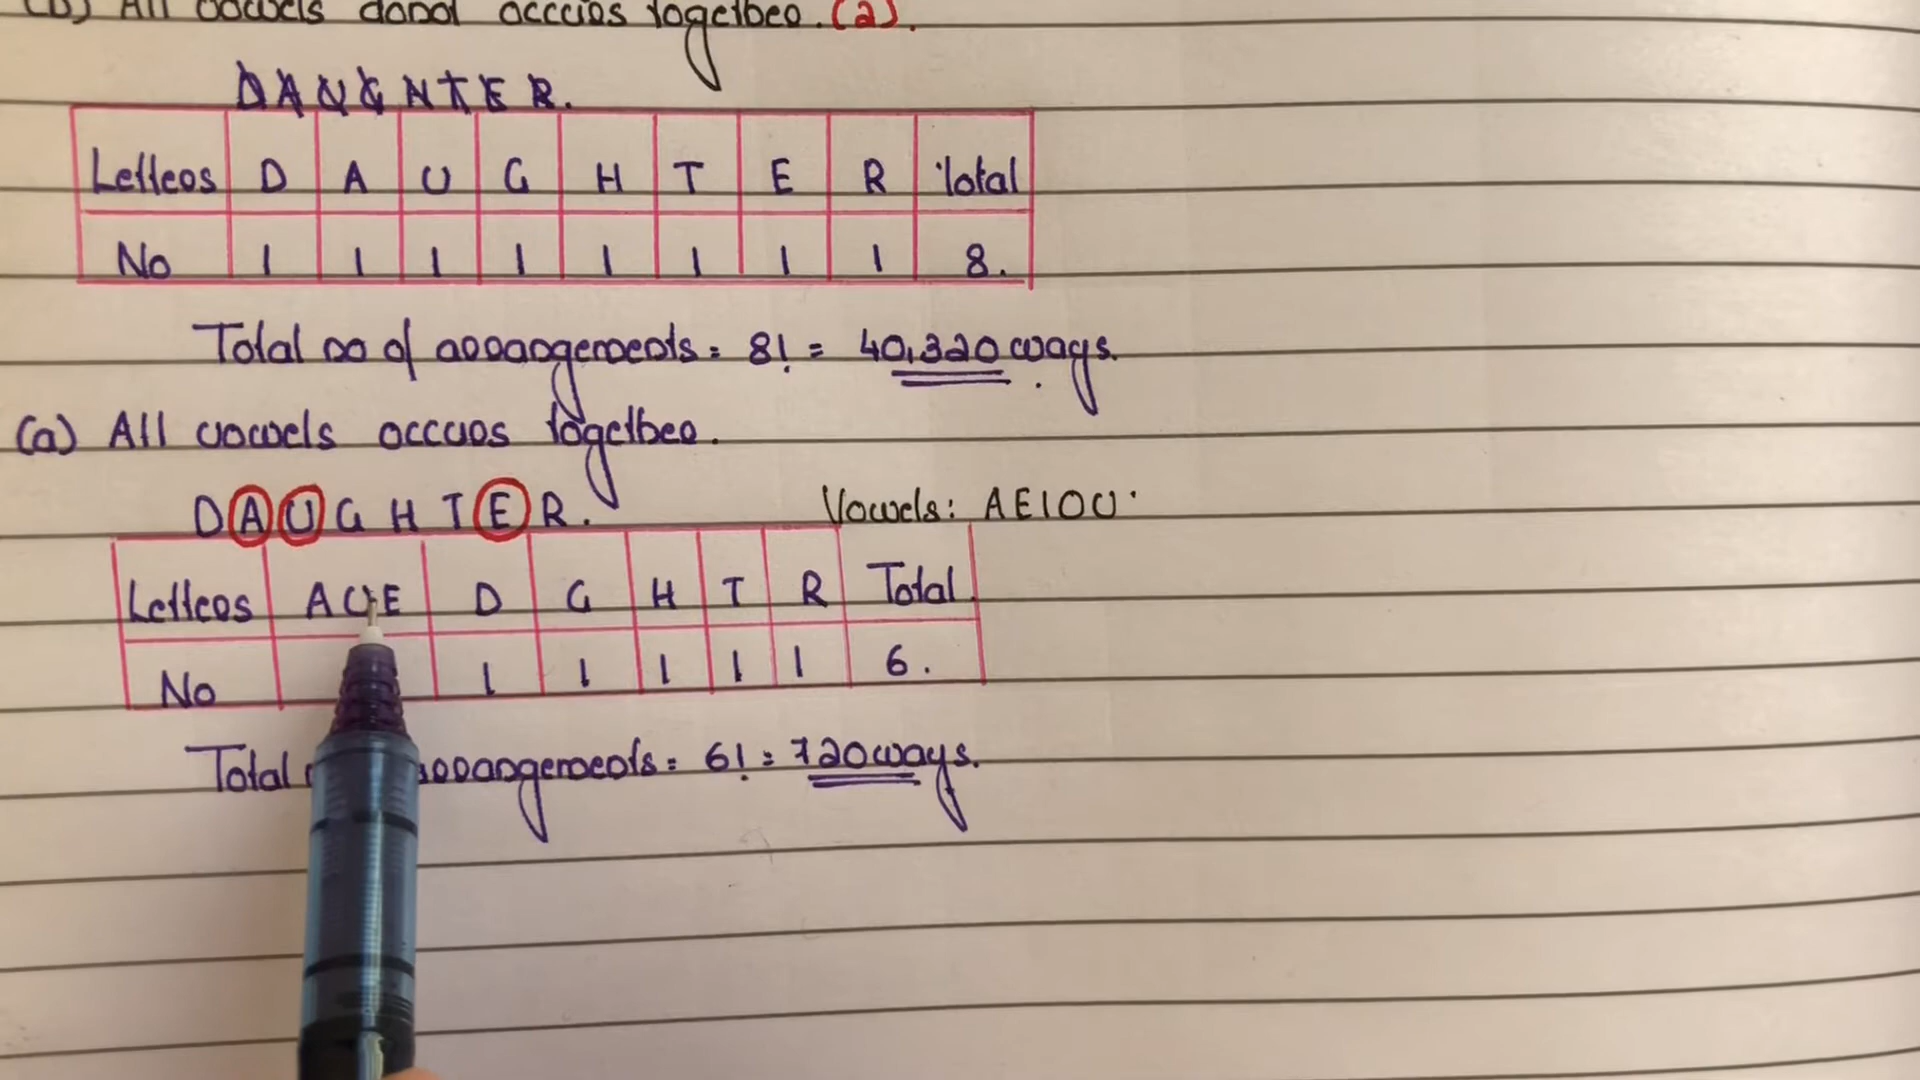 (b) All vowels donot occurs together. (2).
DAUGHTER.
Letters D A U G H T E R Total
No 1 1 1 1 1 1 1 1 8.
Total no of arrangements = 8! = 40,320 ways.
(a) All vowels occurs together.
DAUGHTER. Vowels: AEIOU.
Letters AUE D G H T R Total
No 1 1 1 1 1 6.
Total arrangements = 6! = 720 ways.